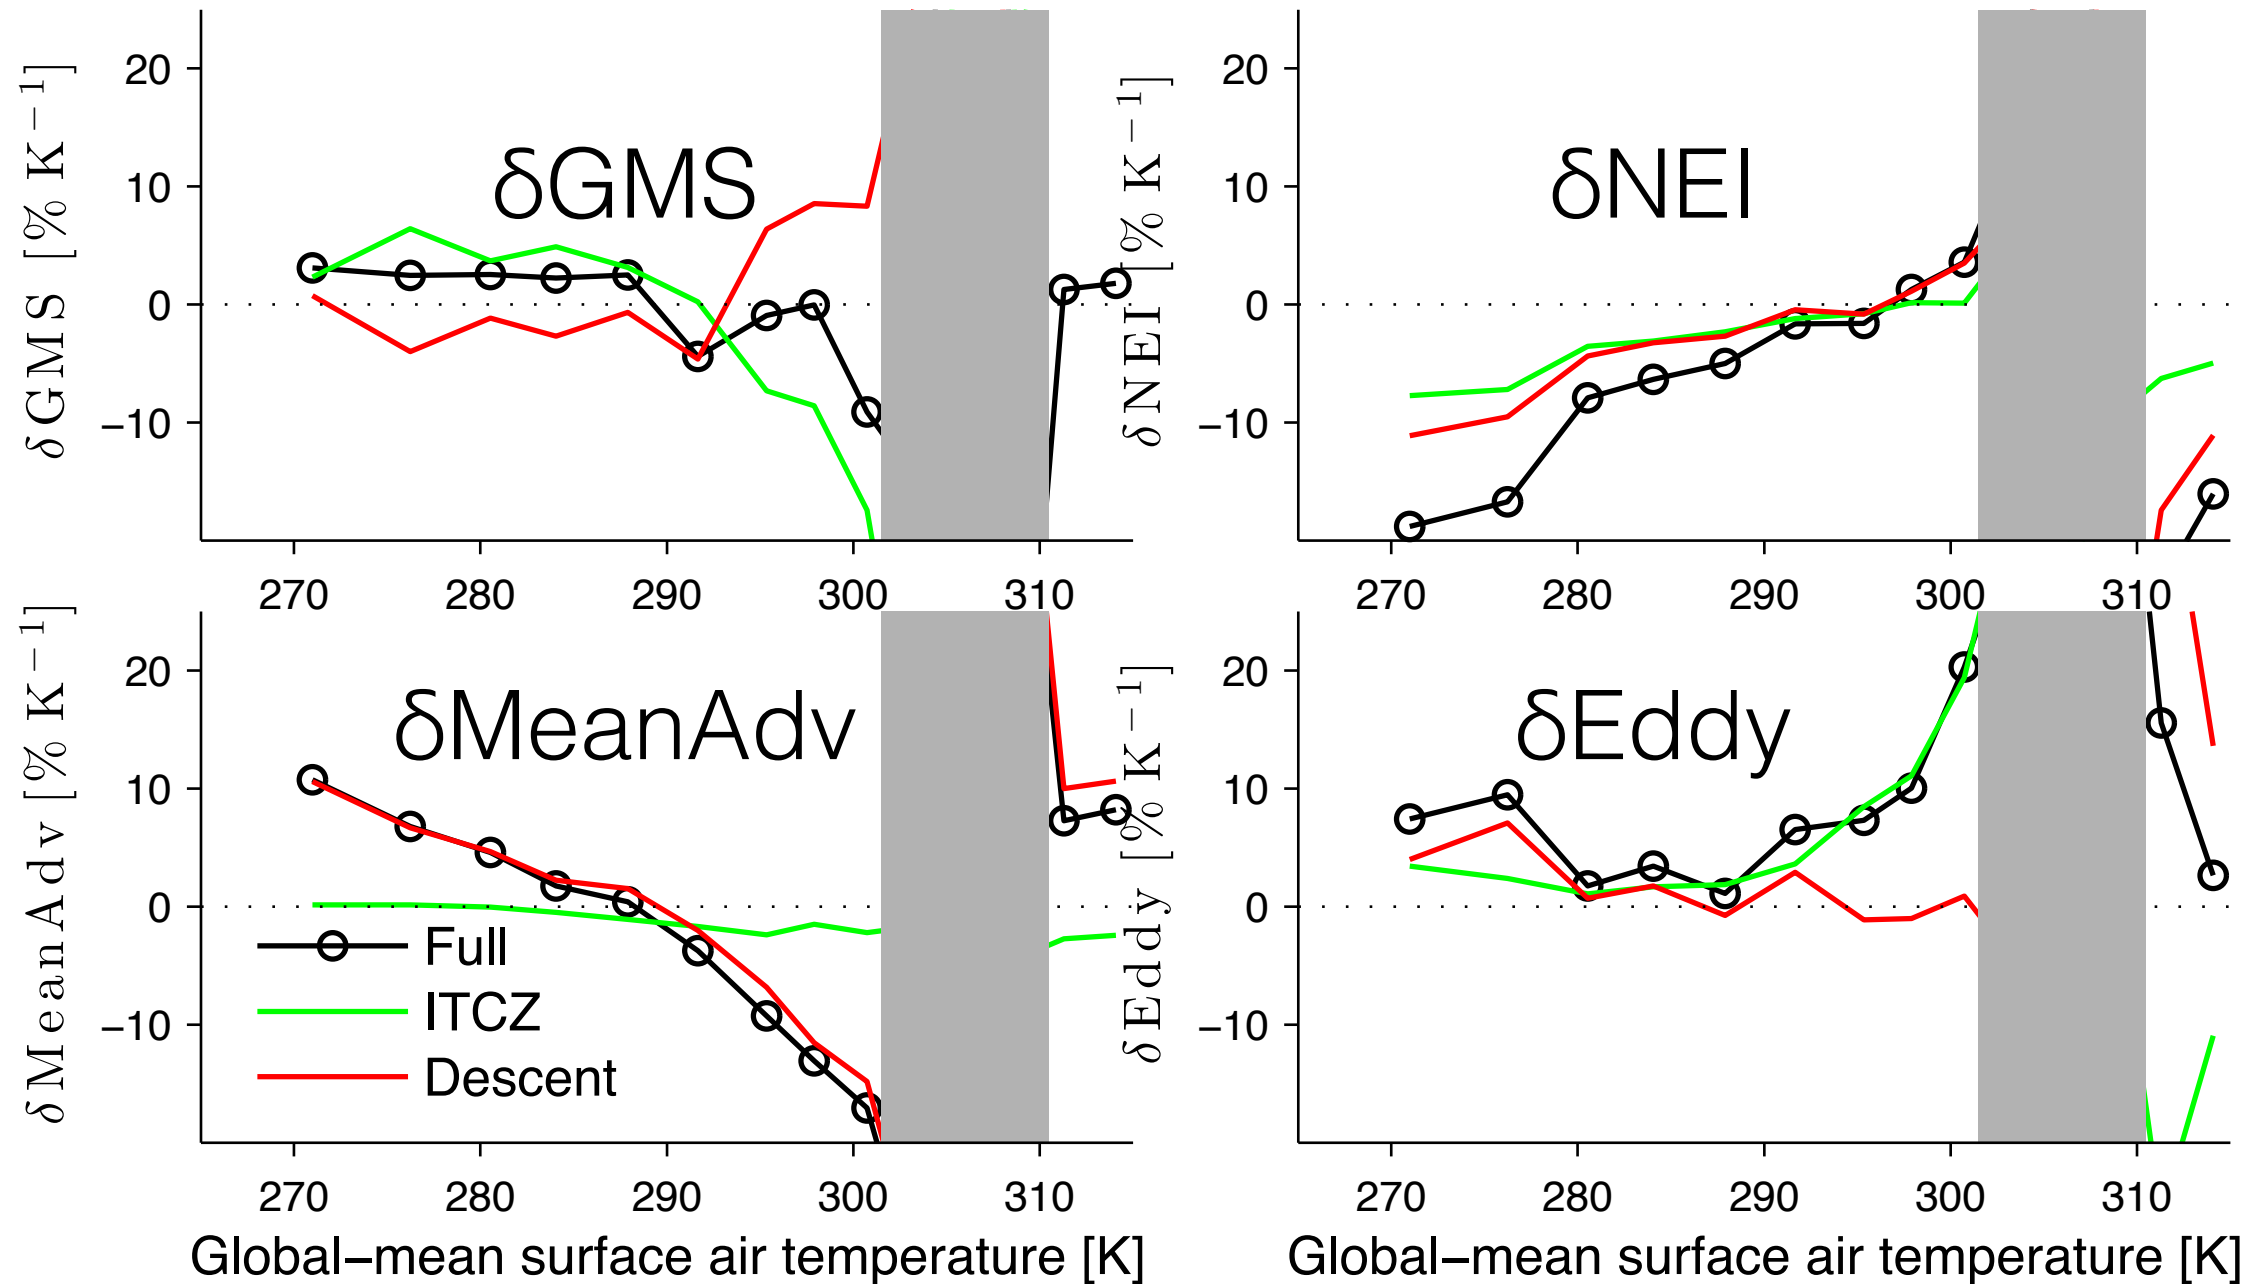 δGMS [% K−1]
20
10
0
−10
δGMS
270
280
290
300
310
δNEI [% K−1]
20
10
0
−10
δNEI
270
280
290
300
310
δMeanAdv [% K−1]
20
10
0
−10
δMeanAdv
Full
ITCZ
Descent
270
280
290
300
310
Global−mean surface air temperature [K]
δEddy [% K−1]
20
10
0
−10
δEddy
270
280
290
300
310
Global−mean surface air temperature [K]